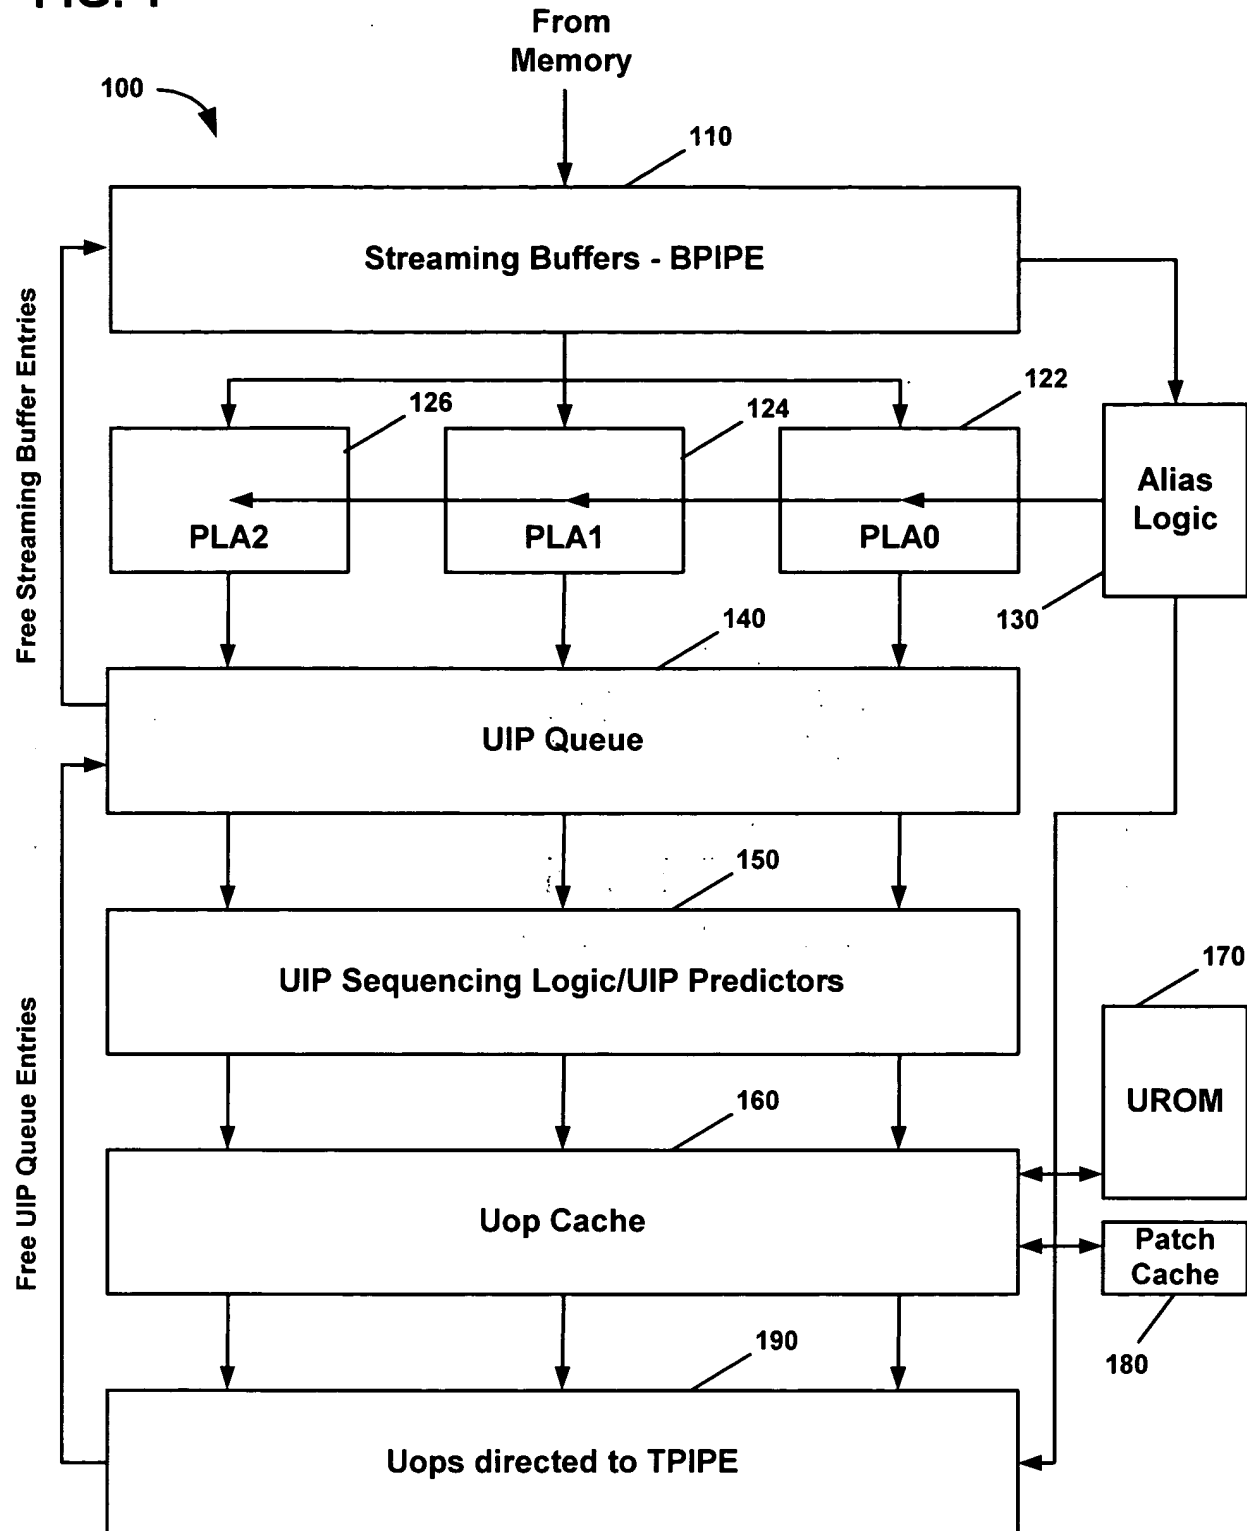 From
Memory
100
110
Streaming Buffers - BPIPE
Free Streaming Buffer Entries
126
124
122
PLA2
PLA1
PLA0
Alias
Logic
130
140
UIP Queue
150
UIP Sequencing Logic/UIP Predictors
Free UIP Queue Entries
170
UROM
160
Uop Cache
Patch
Cache
180
190
Uops directed to TPIPE